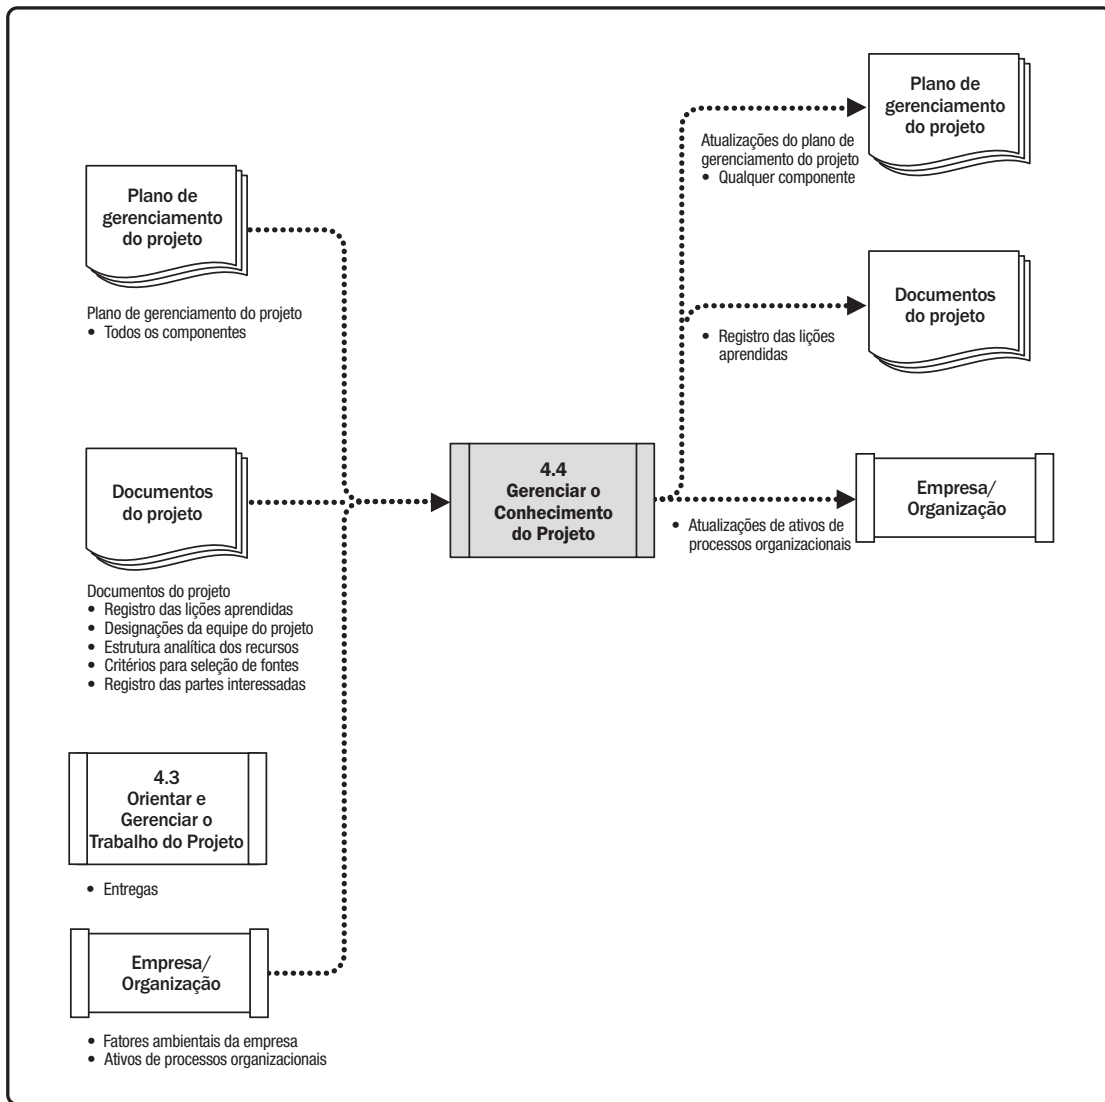 Plano de
gerenciamento
do projeto
Plano de gerenciamento do projeto
• Todos os componentes
Documentos
do projeto
Documentos do projeto
• Registro das lições aprendidas
• Designações da equipe do projeto
• Estrutura analítica dos recursos
• Critérios para seleção de fontes
• Registro das partes interessadas
4.3
Orientar e
Gerenciar o
Trabalho do Projeto
• Entregas
Empresa/
Organização
• Fatores ambientais da empresa
• Ativos de processos organizacionais
4.4
Gerenciar o
Conhecimento
do Projeto
Plano de
gerenciamento
do projeto
Atualizações do plano de
gerenciamento do projeto
• Qualquer componente
Documentos
do projeto
• Registro das lições
aprendidas
Empresa/
Organização
• Atualizações de ativos de
processos organizacionais